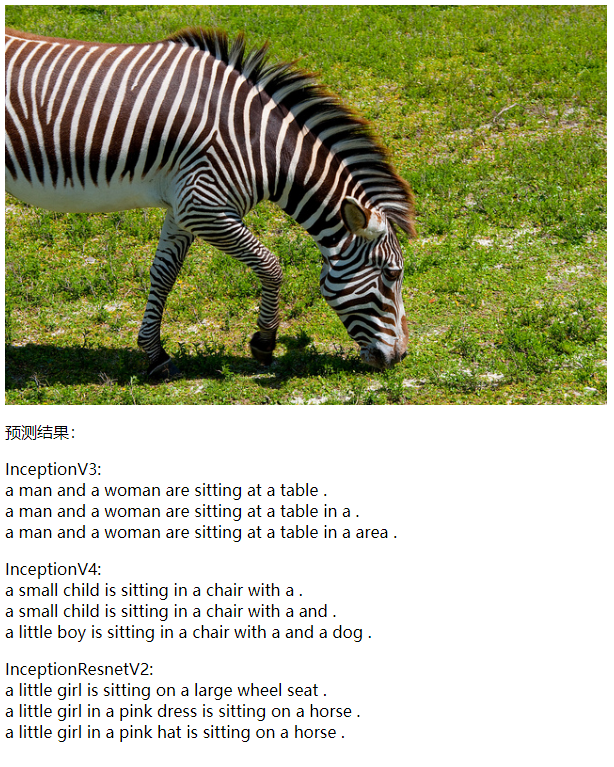 预测结果：
InceptionV3:
a man and a woman are sitting at a table .
a man and a woman are sitting at a table in a .
a man and a woman are sitting at a table in a area .
InceptionV4:
a small child is sitting in a chair with a .
a small child is sitting in a chair with a and .
a little boy is sitting in a chair with a and a dog .
InceptionResnetV2:
a little girl is sitting on a large wheel seat .
a little girl in a pink dress is sitting on a horse .
a little girl in a pink hat is sitting on a horse .